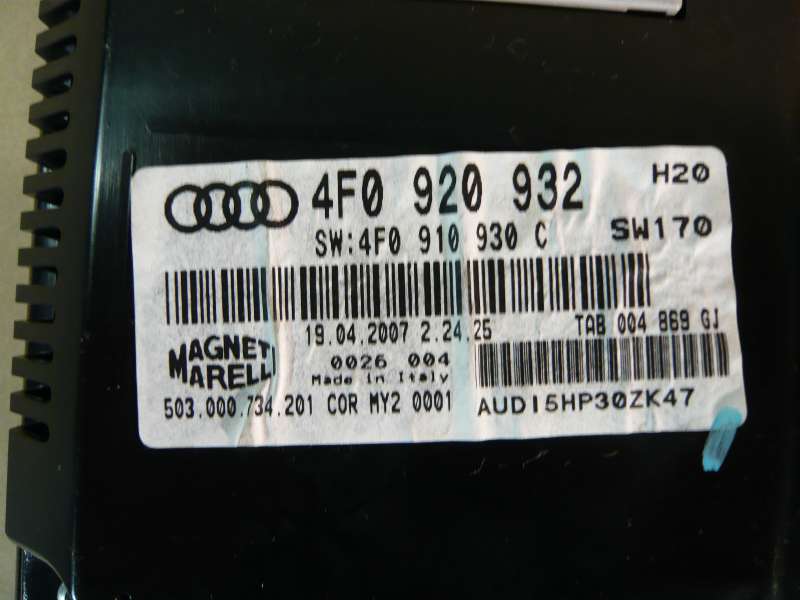 4F0 920 932 H20
SW:4F0 910 930 C SW170
19.04.2007 2.24.25 TAB 004 869 GJ
MAGNETI
MARELLI
0026 004
Made in Italy
503.000.734.201 COR MY2 0001 AUDI5HP30ZK47